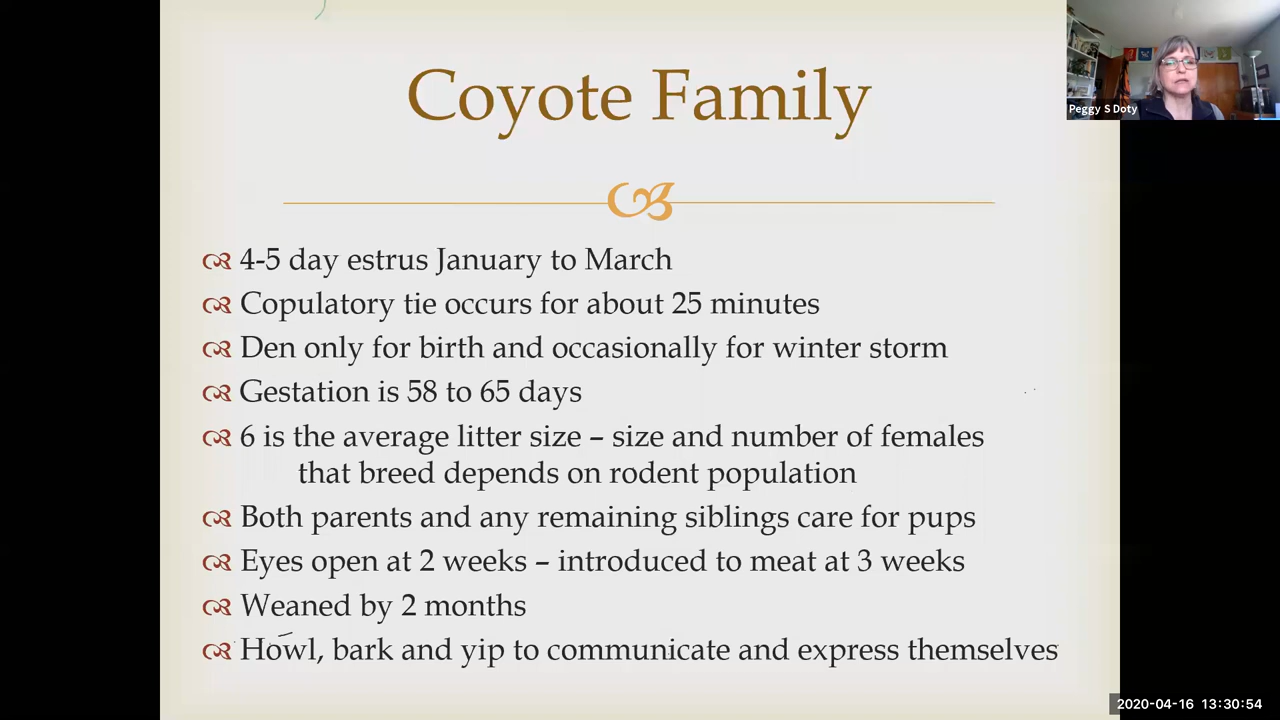 Coyote Family
Peggy S Doty
4-5 day estrus January to March
Copulatory tie occurs for about 25 minutes
Den only for birth and occasionally for winter storm
Gestation is 58 to 65 days
6 is the average litter size – size and number of females
that breed depends on rodent population
Both parents and any remaining siblings care for pups
Eyes open at 2 weeks – introduced to meat at 3 weeks
Weaned by 2 months
Howl, bark and yip to communicate and express themselves
2020-04-16 13:30:54